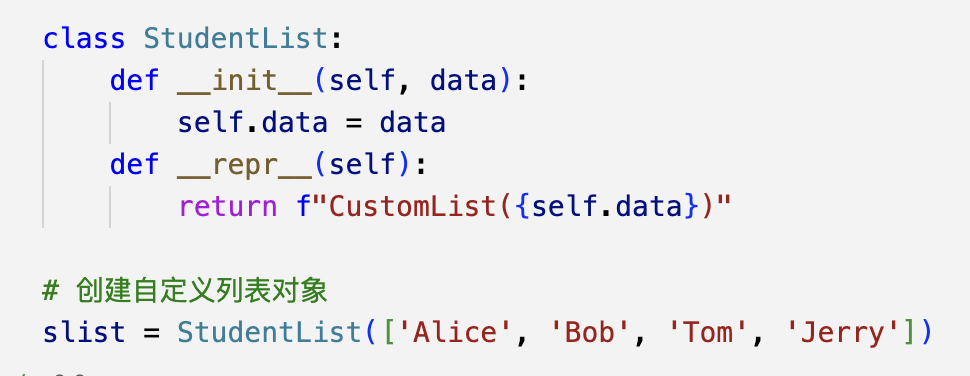 class StudentList:
    def __init__(self, data):
        self.data = data
    def __repr__(self):
        return f"CustomList({self.data})"
# 创建自定义列表对象
slist = StudentList(['Alice', 'Bob', 'Tom', 'Jerry'])